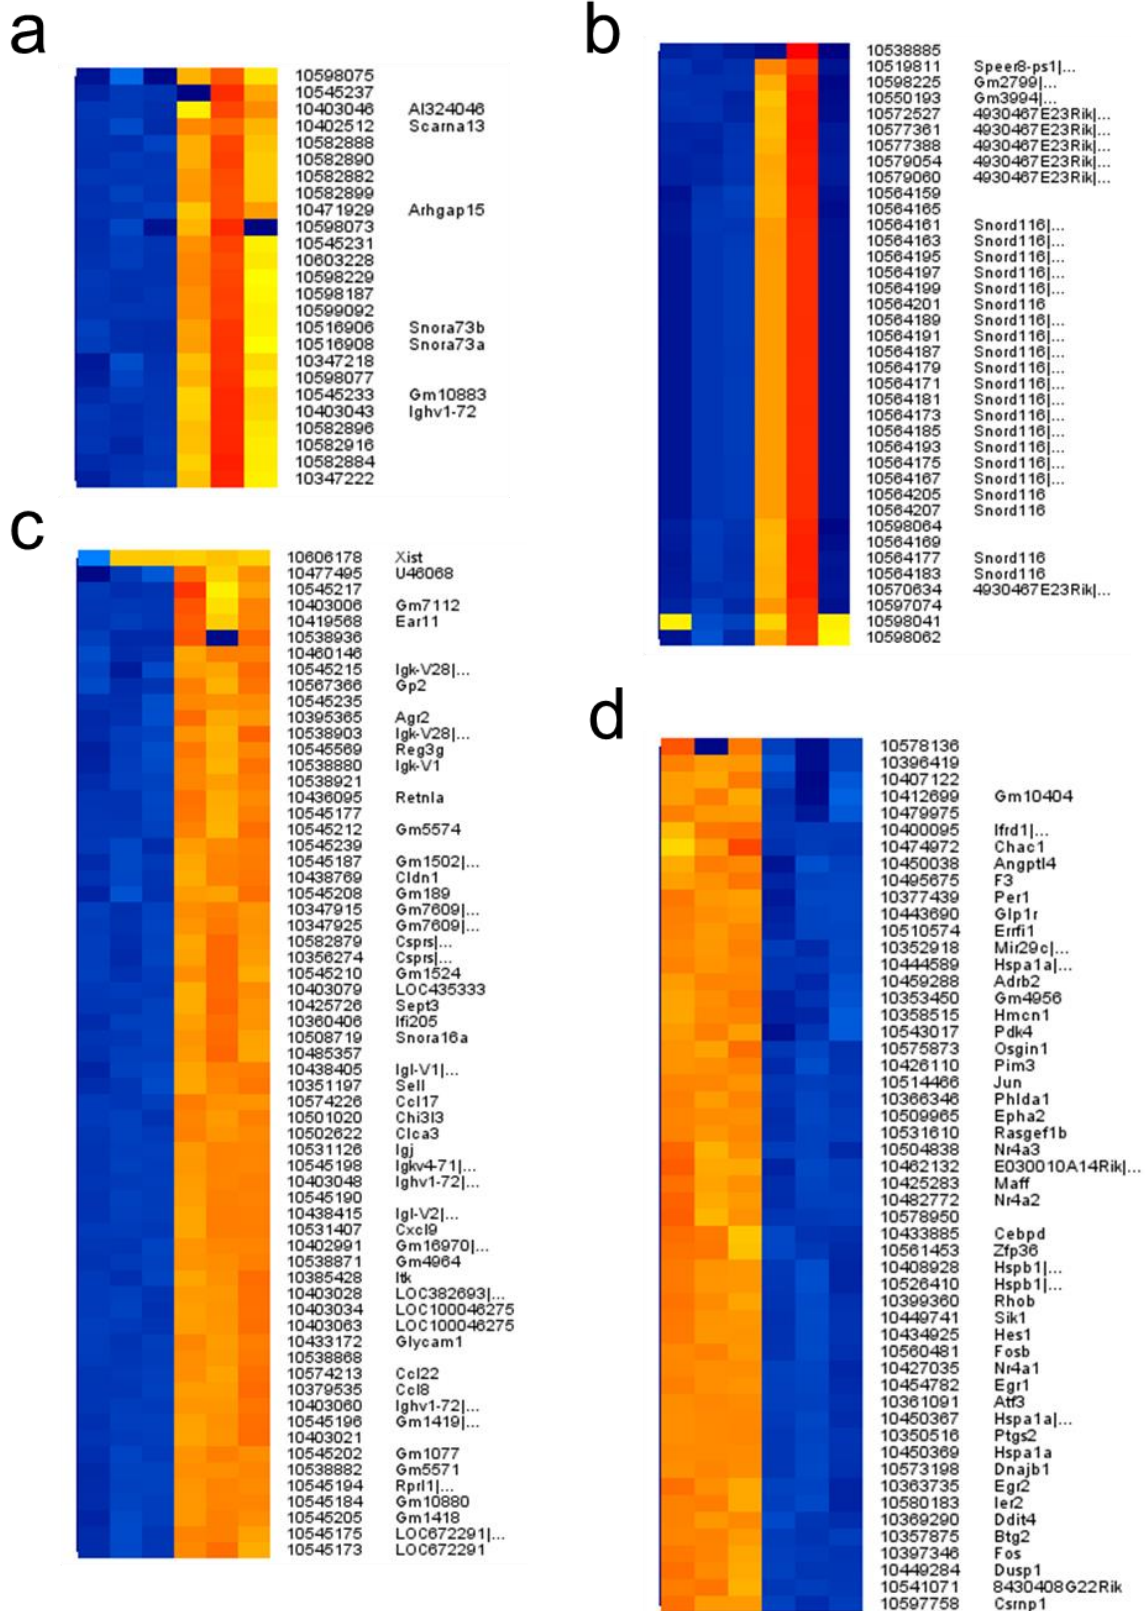 a
10598075
10545237
10403046 AI324046
10402512 Scarna13
10582888
10582890
10582882
10582899
10471929 Arhgap15
10598073
10545231
10603228
10598229
10598187
10599092
10516906 Snora73b
10516908 Snora73a
10347218
10598077
10545233 Gm10883
10403043 Ighv1-72
10582896
10582916
10582884
10347222
b
10538885
10519811 Speer8-ps1|...
10598225 Gm2799|...
10550193 Gm3994|...
10572527 4930467E23Rik|...
10577361 4930467E23Rik|...
10577388 4930467E23Rik|...
10579054 4930467E23Rik|...
10579060 4930467E23Rik|...
10564159
10564165
10564161 Snord116|...
10564163 Snord116|...
10564195 Snord116|...
10564197 Snord116|...
10564199 Snord116|...
10564201 Snord116
10564189 Snord116|...
10564191 Snord116|...
10564187 Snord116|...
10564179 Snord116|...
10564171 Snord116|...
10564181 Snord116|...
10564173 Snord116|...
10564185 Snord116|...
10564193 Snord116|...
10564175 Snord116|...
10564167 Snord116|...
10564205 Snord116
10564207 Snord116
10598064
10564169
10564177 Snord116
10564183 Snord116
10570634 4930467E23Rik|...
10597074
10598041
10598062
c
10606178 Xist
10477495 U46068
10545217
10403006 Gm7112
10419568 Ear11
10538936
10460146
10545215 Igk-V28|...
10567366 Gp2
10545235
10395365 Agr2
10538903 Igk-V28|...
10545569 Reg3g
10538880 Igk-V1
10538921
10436095 Retnla
10545177
10545212 Gm5574
10545239
10545187 Gm1502|...
10438769 Cldn1
10545208 Gm189
10347915 Gm7609|...
10347925 Gm7609|...
10582879 Csprs|...
10356274 Csprs|...
10545210 Gm1524
10403079 LOC435333
10425726 Sept3
10360406 Ifi205
10508719 Snora16a
10485357
10438405 Igl-V1|...
10351197 Sell
10574226 Ccl17
10501020 Chi3l3
10502622 Clca3
10531126 Igj
10545198 Igkv4-71|...
10403048 Ighv1-72|...
10545190
10438415 Igl-V2|...
10531407 Cxcl9
10402991 Gm16970|...
10538871 Gm4964
10385428 Itk
10403028 LOC382693|...
10403034 LOC100046275
10403063 LOC100046275
10433172 Glycam1
10538868
10574213 Ccl22
10379535 Ccl8
10403060 Ighv1-72|...
10545196 Gm1419|...
10403021
10545202 Gm1077
10538882 Gm5571
10545194 Rprl1|...
10545184 Gm10880
10545205 Gm1418
10545175 LOC672291|...
10545173 LOC672291
d
10578136
10396419
10407122
10412699 Gm10404
10479975
10400095 Ifrd1|...
10474972 Chac1
10450038 Angptl4
10495675 F3
10377439 Per1
10443690 Glp1r
10510574 Errfi1
10352918 Mir29c|...
10444589 Hspa1a|...
10459288 Adrb2
10353450 Gm4956
10358515 Hmcn1
10543017 Pdk4
10575873 Osgin1
10426110 Pim3
10514466 Jun
10366346 Phlda1
10509965 Epha2
10531610 Rasgef1b
10504838 Nr4a3
10462132 E030010A14Rik|...
10425283 Maff
10482772 Nr4a2
10578950
10433885 Cebpd
10561453 Zfp36
10408928 Hspb1|...
10526410 Hspb1|...
10399360 Rhob
10449741 Sik1
10434925 Hes1
10560481 Fosb
10427035 Nr4a1
10454782 Egr1
10361091 Atf3
10450367 Hspa1a|...
10350516 Ptgs2
10450369 Hspa1a
10573198 Dnajb1
10363735 Egr2
10580183 Ier2
10369290 Ddit4
10357875 Btg2
10397346 Fos
10449284 Dusp1
10541071 8430408G22Rik
10597758 Csrnp1